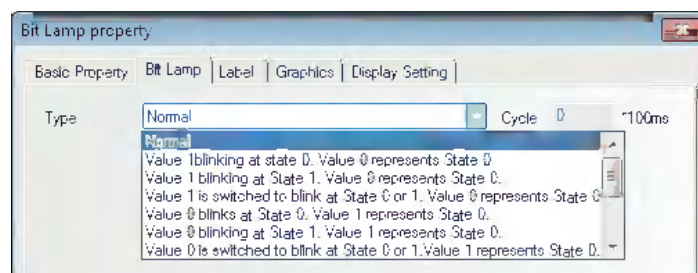 Bit Lamp property
Basic Property Bit Lamp Label Graphics Display Setting
Type Normal Cycle 0 *100ms
Normal
Value 1blinking at state 0. Value 0 represents State 0
Value 1 blinking at State 1. Value 0 represents State 0.
Value 1 is switched to blink at State 0 or 1. Value 0 represents State 0
Value 0 blinks at State 0. Value 1 represents State 0.
Value 0 blinking at State 1. Value 1 represents State 0.
Value 0 is switched to blink at State 0 or 1.Value 1 represents State 0.